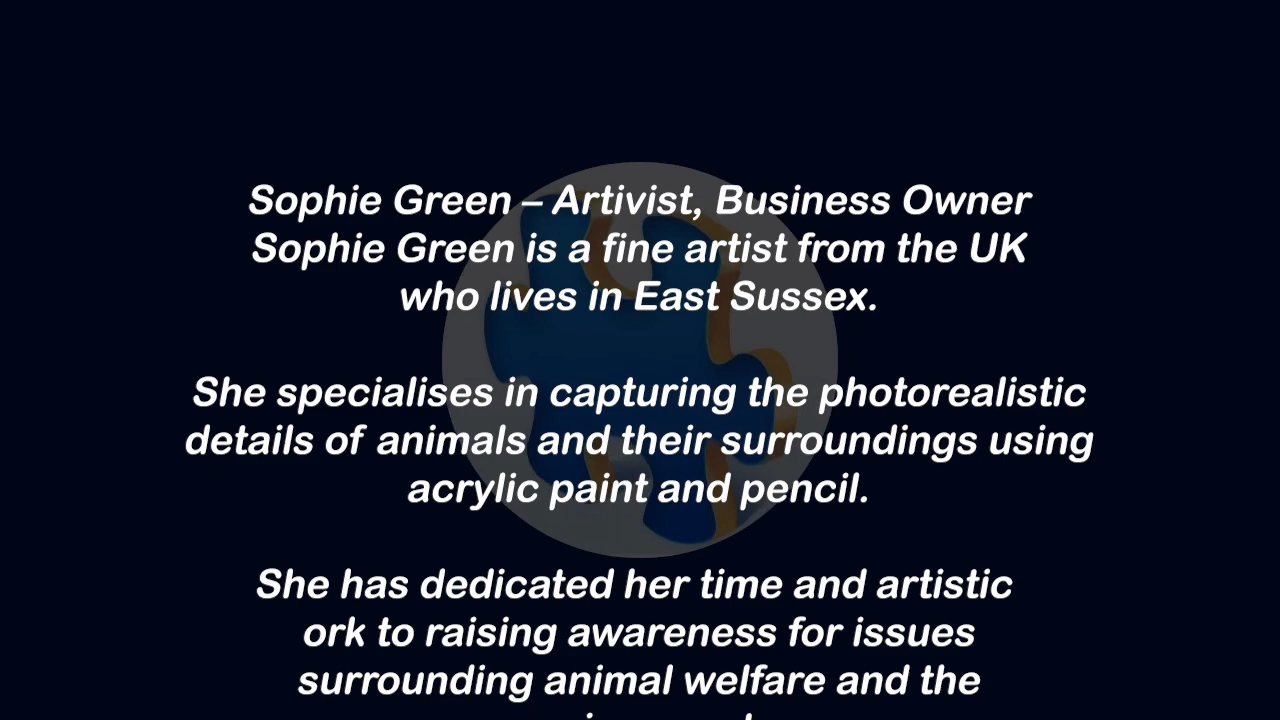 Sophie Green – Artivist, Business Owner
Sophie Green is a fine artist from the UK
who lives in East Sussex.
She specialises in capturing the photorealistic
details of animals and their surroundings using
acrylic paint and pencil.
She has dedicated her time and artistic
ork to raising awareness for issues
surrounding animal welfare and the